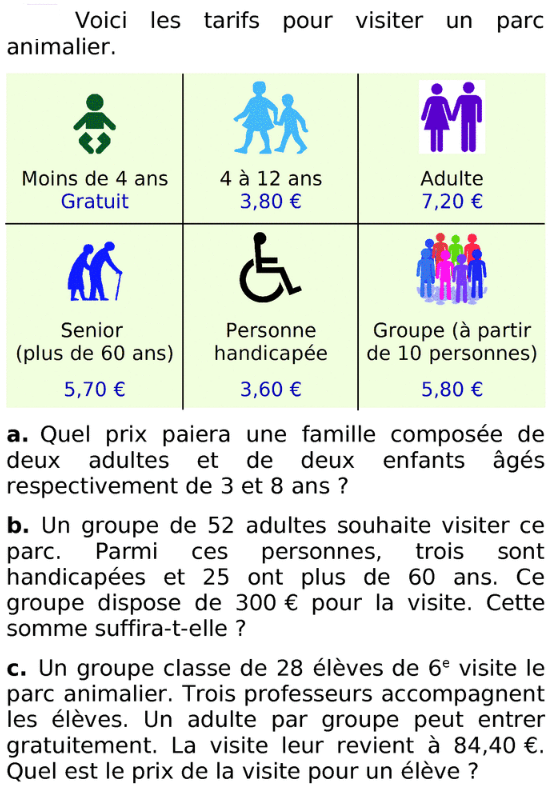 Voici les tarifs pour visiter un parc
animalier.
Moins de 4 ans
Gratuit
4 à 12 ans
3,80 €
Adulte
7,20 €
Senior
(plus de 60 ans)
5,70 €
Personne
handicapée
3,60 €
Groupe (à partir
de 10 personnes)
5,80 €
a. Quel prix paiera une famille composée de
deux adultes et de deux enfants âgés
respectivement de 3 et 8 ans ?
b. Un groupe de 52 adultes souhaite visiter ce
parc. Parmi ces personnes, trois sont
handicapées et 25 ont plus de 60 ans. Ce
groupe dispose de 300 € pour la visite. Cette
somme suffira-t-elle ?
c. Un groupe classe de 28 élèves de 6e visite le
parc animalier. Trois professeurs accompagnent
les élèves. Un adulte par groupe peut entrer
gratuitement. La visite leur revient à 84,40 €.
Quel est le prix de la visite pour un élève ?